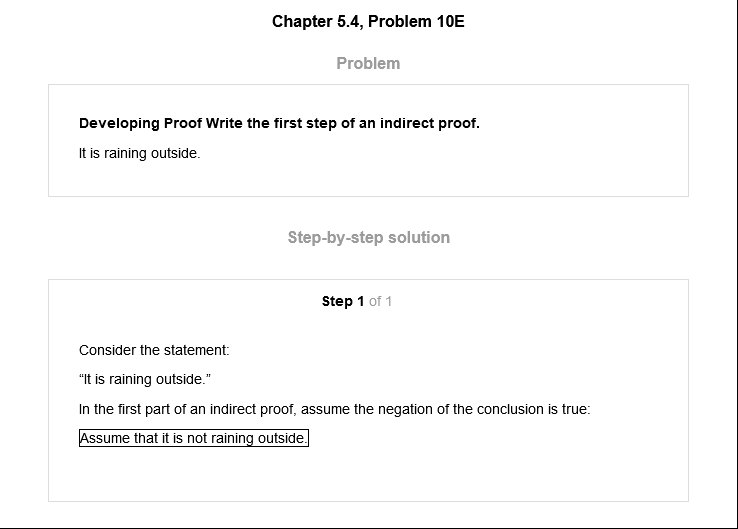 Chapter 5.4, Problem 10E
Problem
Developing Proof Write the first step of an indirect proof.
It is raining outside.
Step-by-step solution
Step 1 of 1
Consider the statement:
“It is raining outside.”
In the first part of an indirect proof, assume the negation of the conclusion is true:
Assume that it is not raining outside.